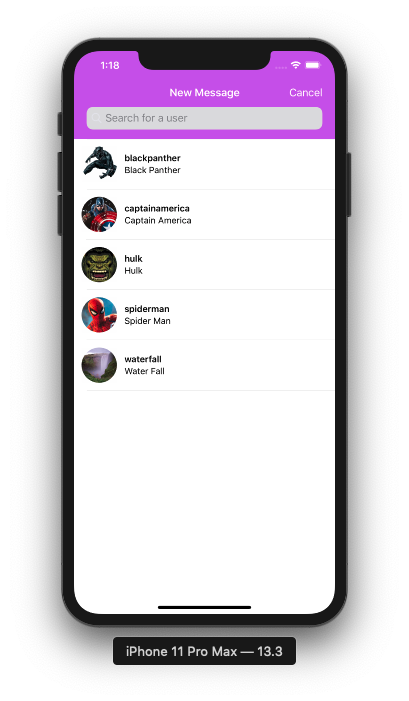 1:18
New Message
Cancel
Search for a user
blackpanther
Black Panther
captainamerica
Captain America
hulk
Hulk
spiderman
Spider Man
waterfall
Water Fall
iPhone 11 Pro Max — 13.3